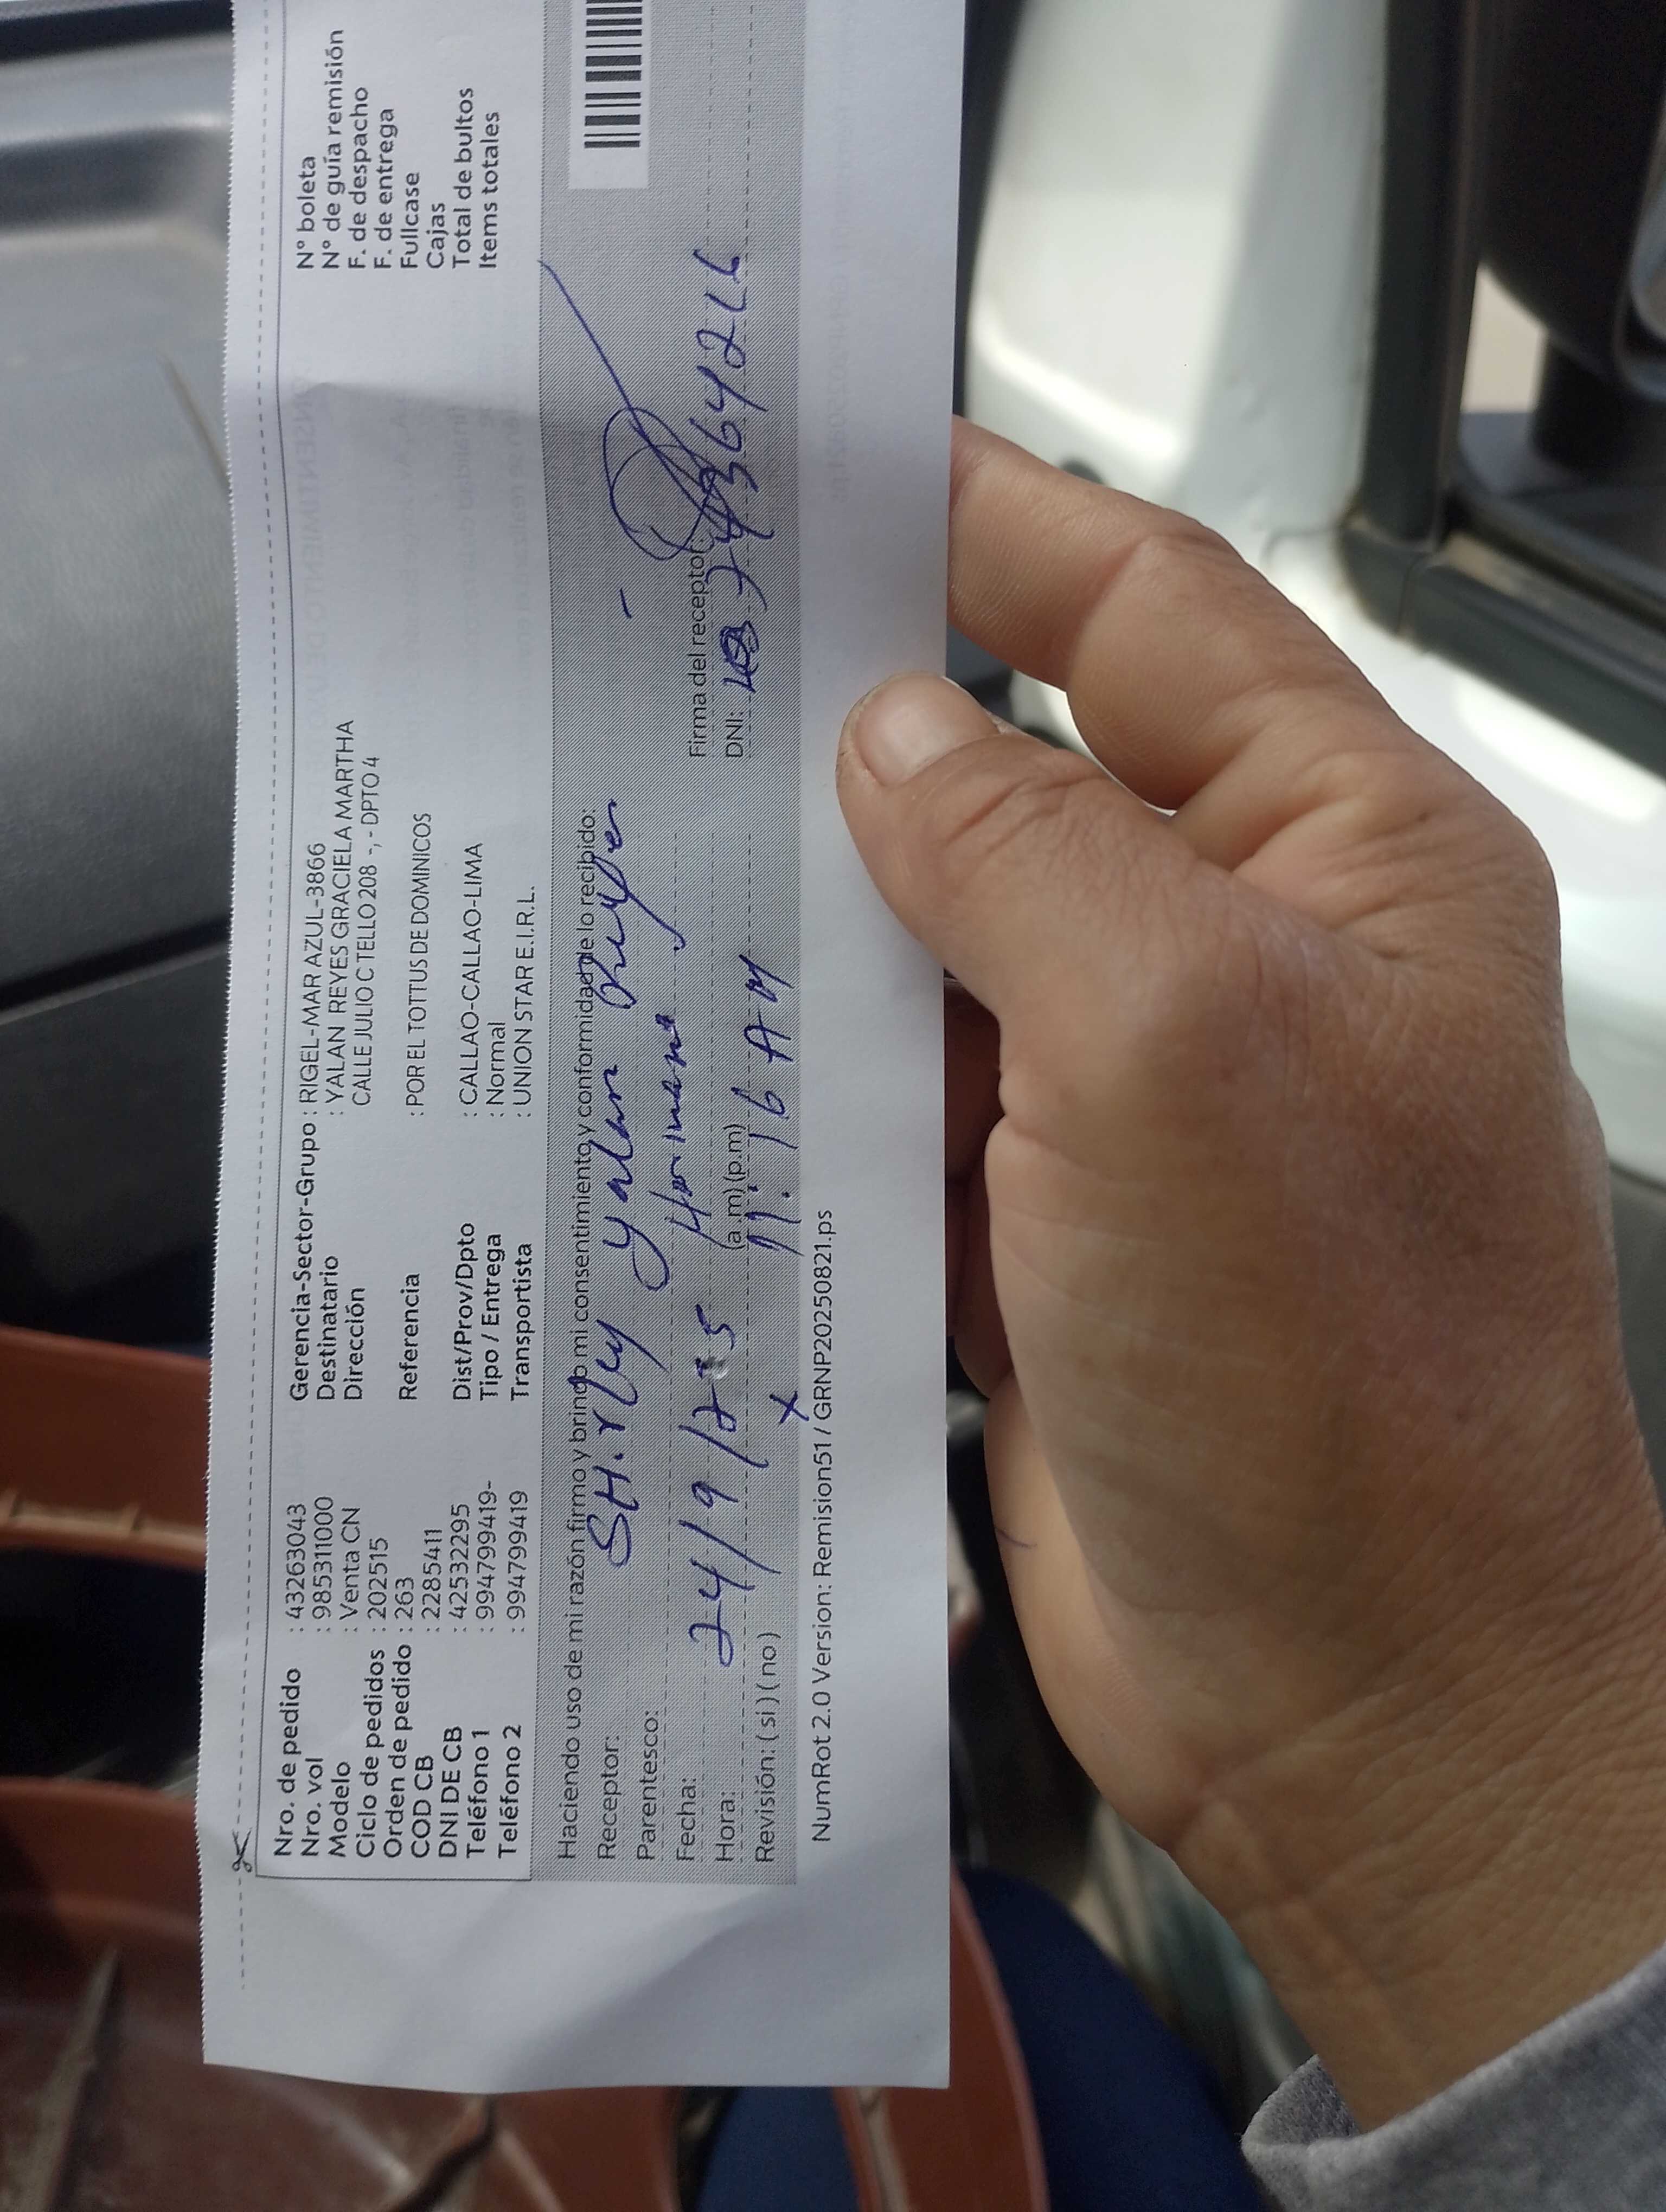 Nro. de pedido : 43263043
Nro. vol : 985311000
Modelo : Venta CN
Ciclo de pedidos : 202515
Orden de pedido : 263
COD CB : 2285411
DNI DE CB : 42532295
Teléfono 1 : 994799419-
Teléfono 2 : 994799419
Gerencia-Sector-Grupo : RIGEL-MAR AZUL-3866
Destinatario : YALAN REYES GRACIELA MARTHA
Dirección CALLE JULIO C TELLO 208 -, - DPTO 4
Referencia : POR EL TOTTUS DE DOMINICOS
Dist/Prov/Dpto : CALLAO-CALLAO-LIMA
Tipo / Entrega : Normal
Transportista : UNION STAR E.I.R.L.
N° boleta
N° de guía remisión
F. de despacho
F. de entrega
Fullcase
Cajas
Total de bultos
Items totales
Haciendo uso de mi razón firmo y brindo mi consentimiento y conformidad de lo recibido:
Receptor: SHirley yalan Reyes
Parentesco: Hermana
Fecha: 24/9/25
Hora: (a.m) (p.m) 11:16 AM
Revisión: ( si ) ( no ) x
Firma del receptor:
DNI:
NumRot 2.0 Version: Remision51 / GRNP20250821.ps